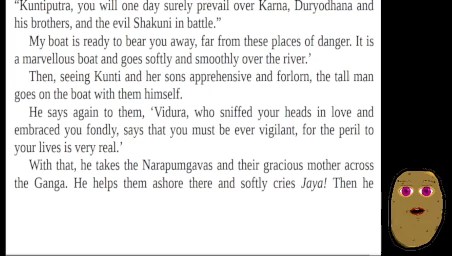 “Kuntiputra, you will one day surely prevail over Karna, Duryodhana and
his brothers, and the evil Shakuni in battle.”
My boat is ready to bear you away, far from these places of danger. It is
a marvellous boat and goes softly and smoothly over the river.’
Then, seeing Kunti and her sons apprehensive and forlorn, the tall man
goes on the boat with them himself.
He says again to them, ‘Vidura, who sniffed your heads in love and
embraced you fondly, says that you must be ever vigilant, for the peril to
your lives is very real.’
With that, he takes the Narapumgavas and their gracious mother across
the Ganga. He helps them ashore there and softly cries Jaya! Then he